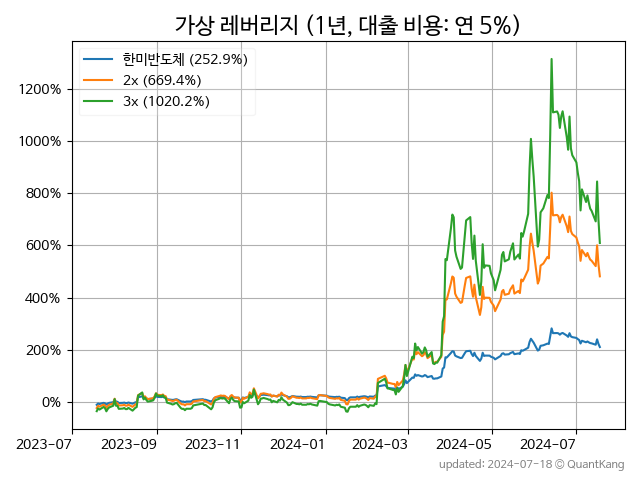 가상 레버리지 (1년, 대출 비용: 연 5%)
한미반도체 (252.9%)
2x (669.4%)
3x (1020.2%)
1200%
1000%
800%
600%
400%
200%
0%
2023-07 2023-09 2023-11 2024-01 2024-03 2024-05 2024-07
updated: 2024-07-18 © QuantKang